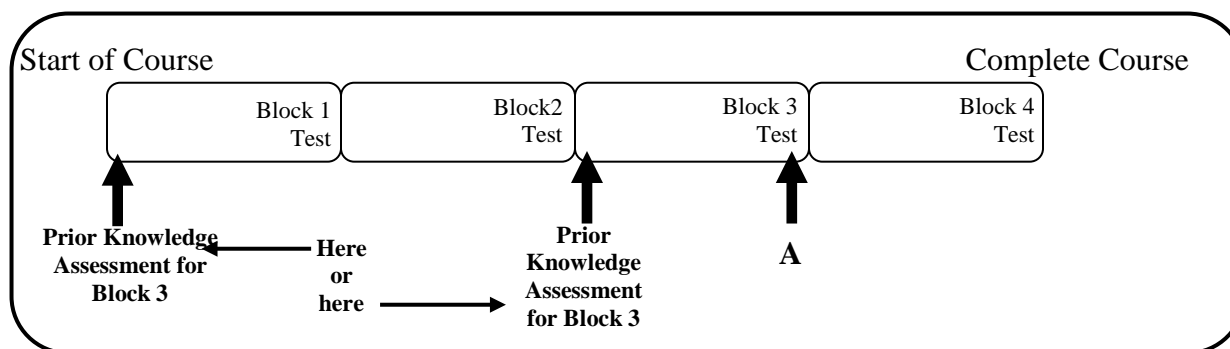 Start of Course
Complete Course
Block 1
Test
Block2
Test
Block 3
Test
Block 4
Test
Prior Knowledge
Assessment for
Block 3
Here
or
here
Prior
Knowledge
Assessment
for Block 3
A